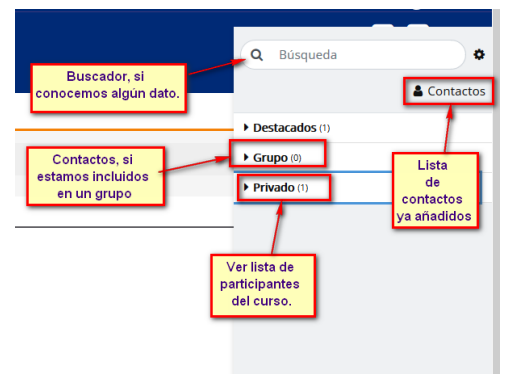 Búsqueda
Buscador, si
conocemos algún dato.
Contactos
Destacados (1)
Contactos, si
estamos incluidos
en un grupo
Grupo (0)
Lista
de
contactos
ya añadidos
Privado (1)
Ver lista de
participantes
del curso.